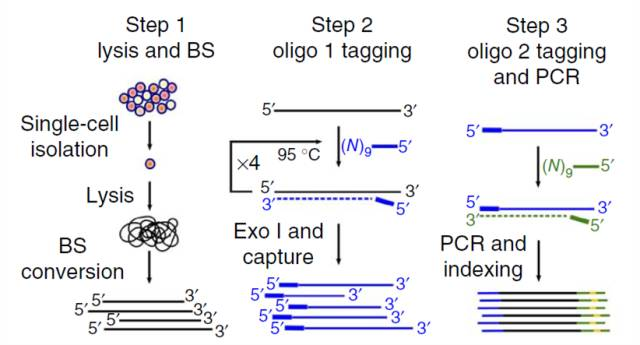 Step 1
lysis and BS
Single-cell
isolation
Lysis
BS
conversion
5′ 3′
5′ 3′
5′ 3′
5′ 3′
Step 2
oligo 1 tagging
5′ 3′
(N)9 5′
×4 95 °C
5′ 3′
3′ 5′
Exo I and
capture
5′ 3′
5′ 3′
5′ 3′
5′ 3′
5′ 3′
Step 3
oligo 2 tagging
and PCR
5′ 3′
(N)9 5′
5′ 3′
3′ 5′
PCR and
indexing